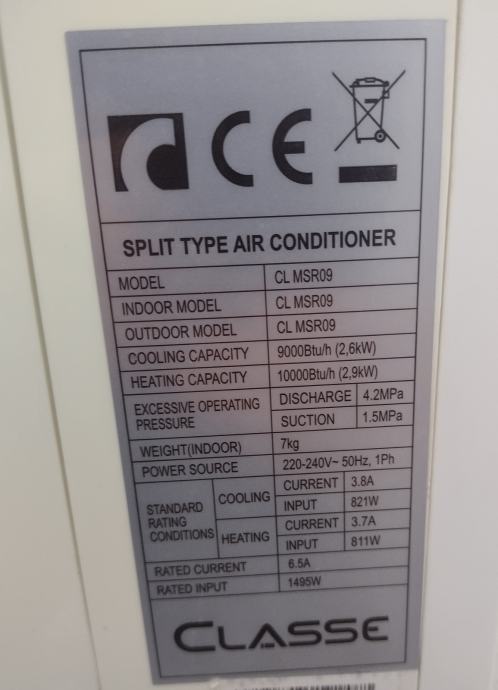 CE
SPLIT TYPE AIR CONDITIONER
MODEL CL MSR09
INDOOR MODEL CL MSR09
OUTDOOR MODEL CL MSR09
COOLING CAPACITY 9000Btu/h (2,6kW)
HEATING CAPACITY 10000Btu/h (2,9kW)
EXCESSIVE OPERATING PRESSURE DISCHARGE 4.2MPa
SUCTION 1.5MPa
WEIGHT(INDOOR) 7kg
POWER SOURCE 220-240V~ 50Hz, 1Ph
STANDARD RATING CONDITIONS COOLING CURRENT 3.8A
INPUT 821W
HEATING CURRENT 3.7A
INPUT 811W
RATED CURRENT 6.5A
RATED INPUT 1495W
CLASSE